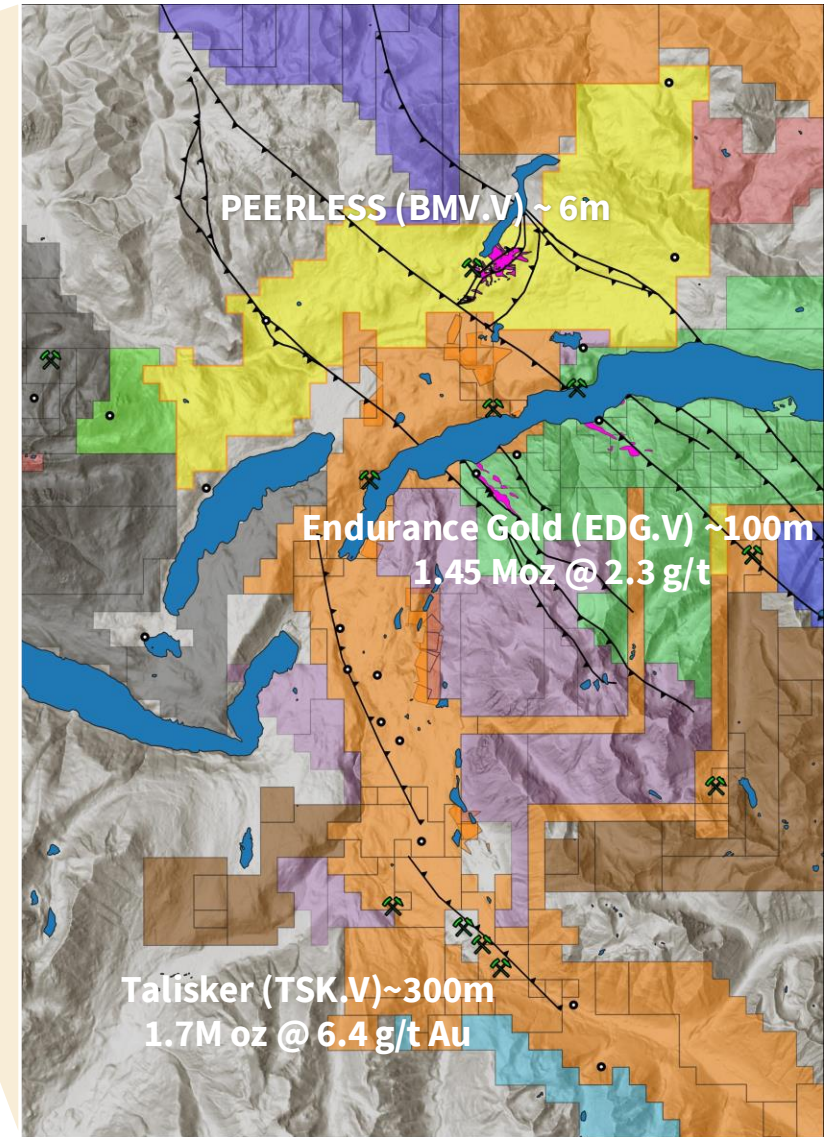 PEERLESS (BMV.V) ~ 6m
Endurance Gold (EDG.V) ~100m
1.45 Moz @ 2.3 g/t
Talisker (TSK.V)~300m
1.7M oz @ 6.4 g/t Au